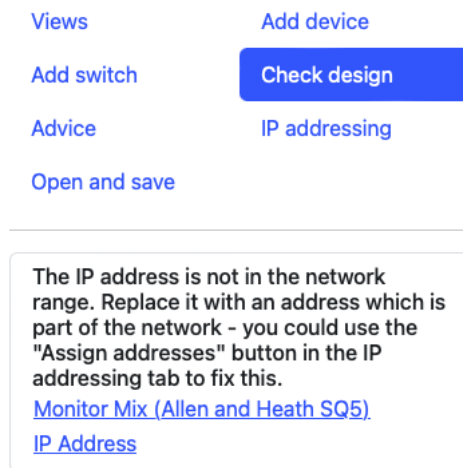 Views
Add device
Add switch
Check design
Advice
IP addressing
Open and save
The IP address is not in the network
range. Replace it with an address which is
part of the network - you could use the
"Assign addresses" button in the IP
addressing tab to fix this.
Monitor Mix (Allen and Heath SQ5)
IP Address